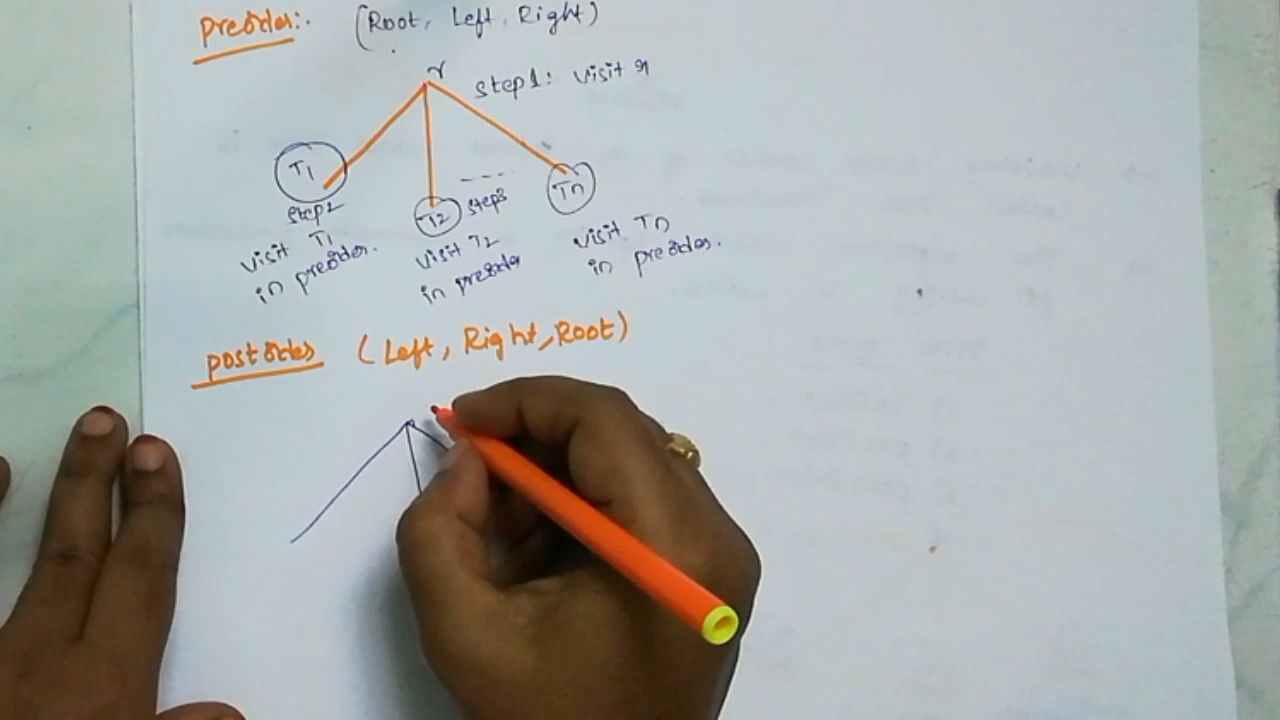 Preorder:. (Root, Left, Right)
r
step1: visit r
T1
step2
visit T1
in preorder.
T2 step3
visit T2
in preorder
Tn
visit Tn
in preorder.
postorder (Left, Right, Root)